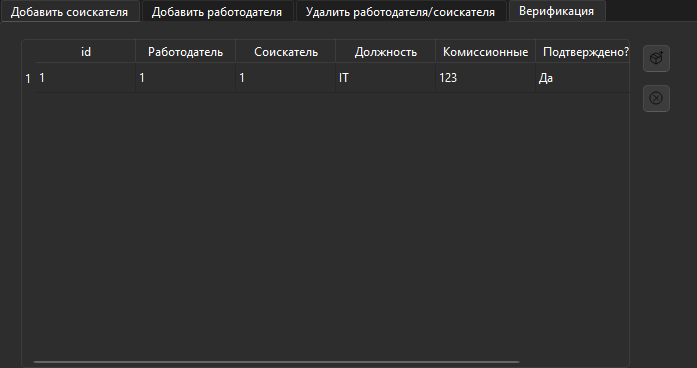 Добавить соискателя Добавить работодателя Удалить работодателя/соискателя Верификация
id Работодатель Соискатель Должность Комиссионные Подтверждено?
1 1 1 1 IT 123 Да